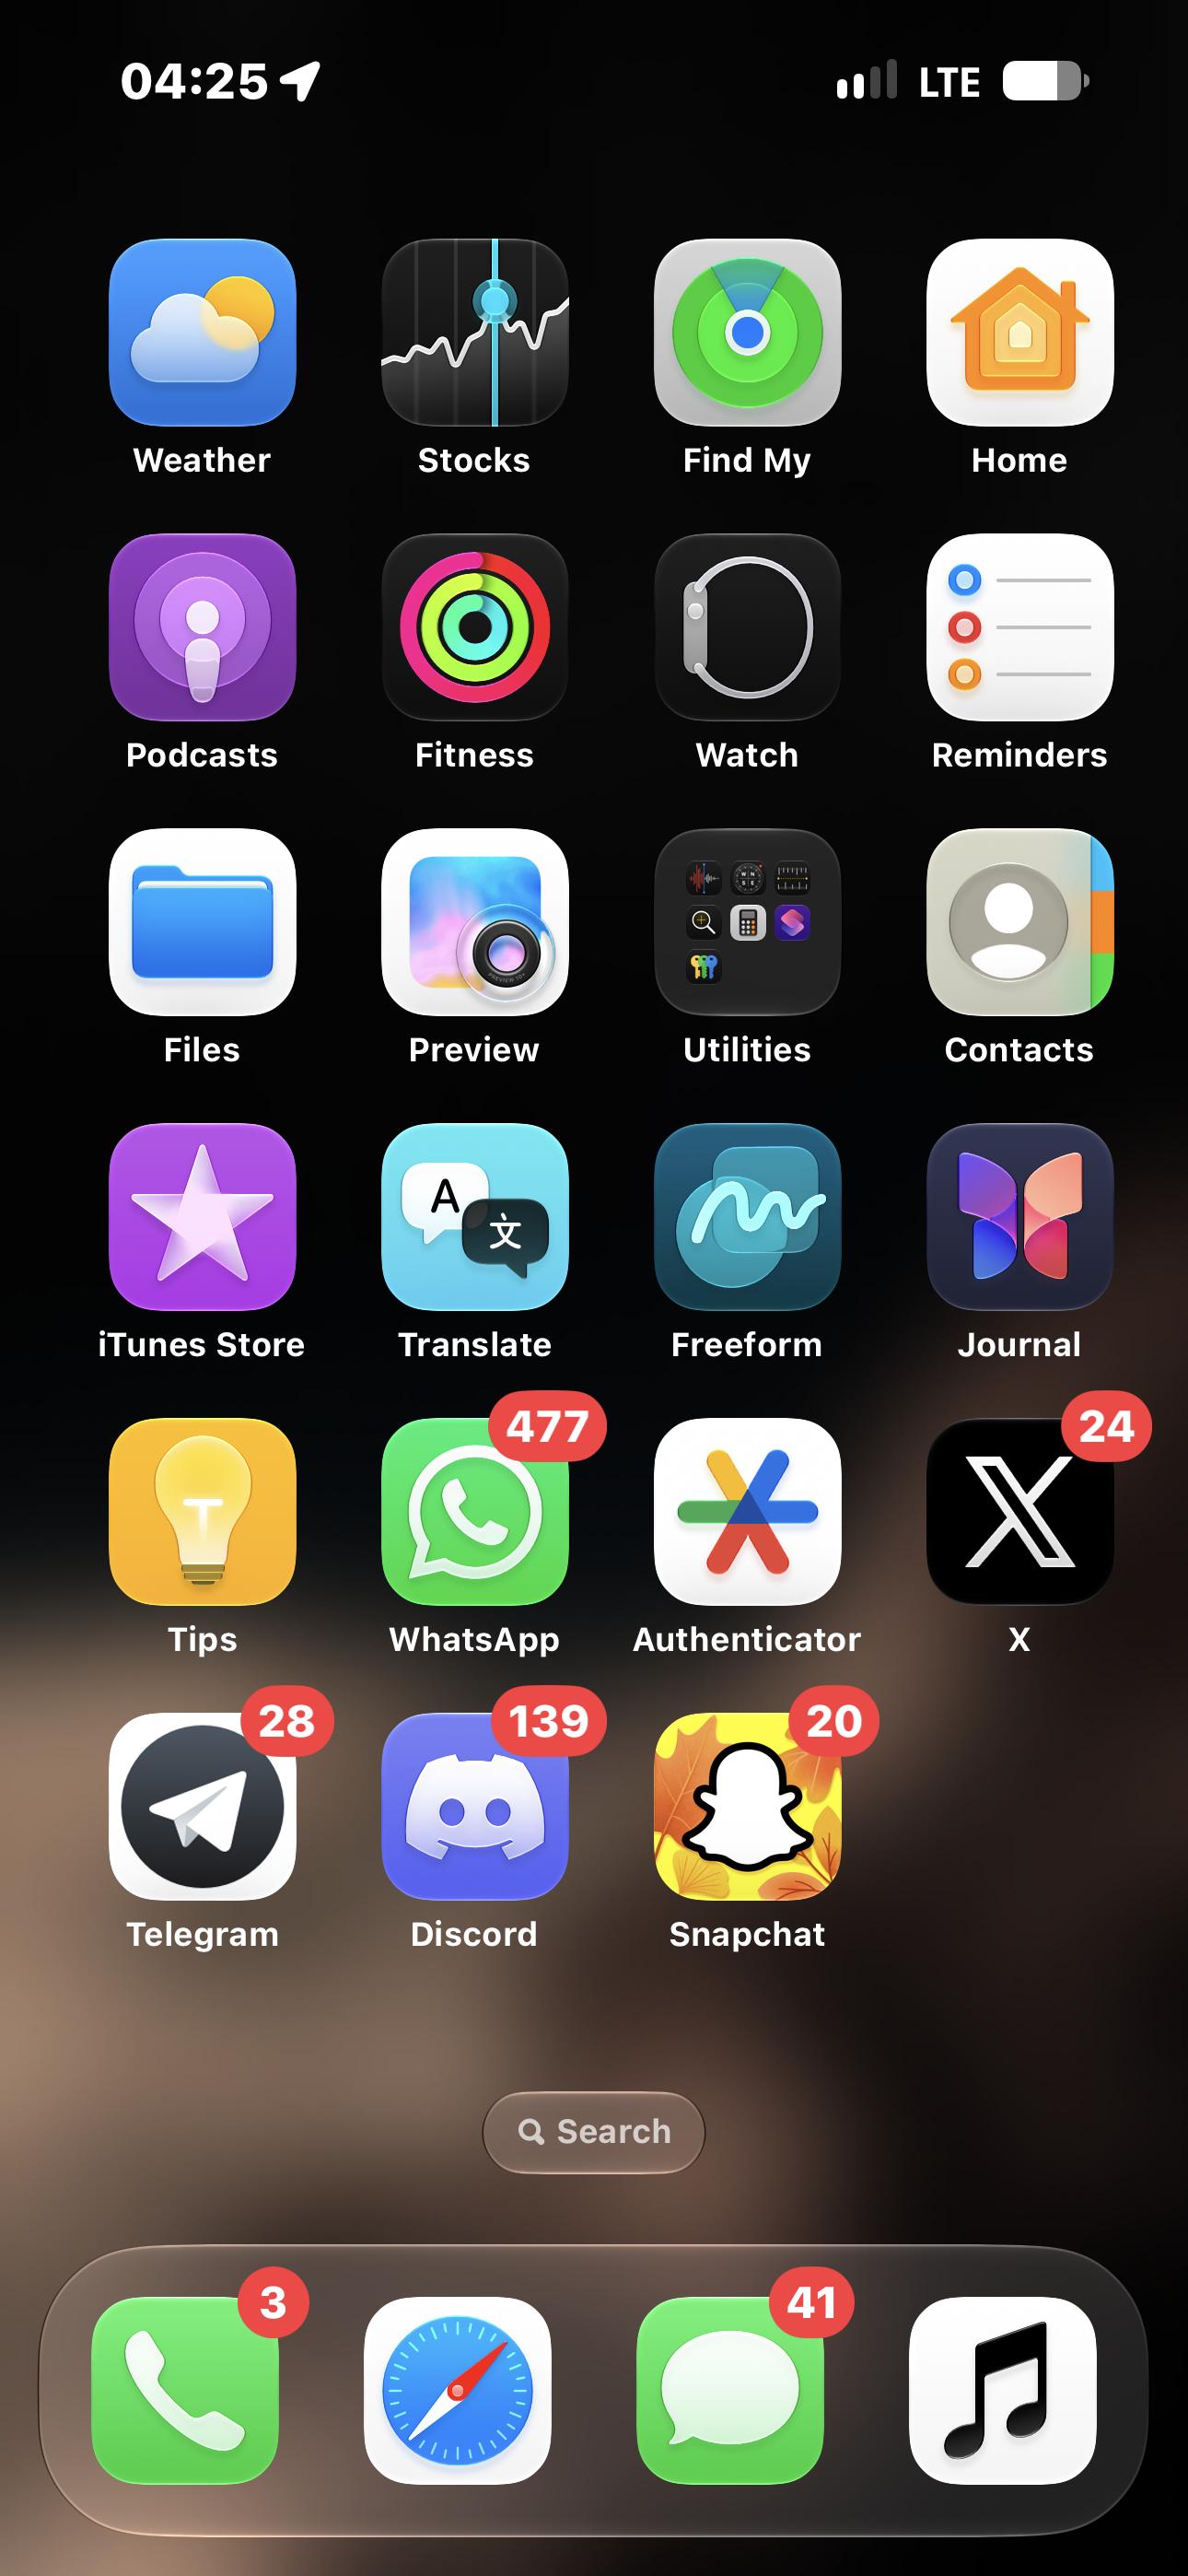 04:25 LTE
Weather Stocks Find My Home
Podcasts Fitness Watch Reminders
Files Preview Utilities Contacts
A 文
iTunes Store Translate Freeform Journal
477 24
Tips WhatsApp Authenticator X
28 139 20
Telegram Discord Snapchat
Search
3 41